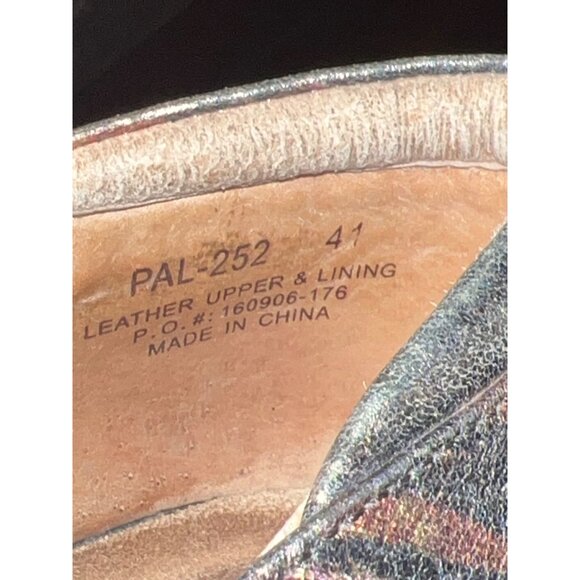 PAL-252 41
LEATHER UPPER & LINING
P.O.#: 160906-176
MADE IN CHINA